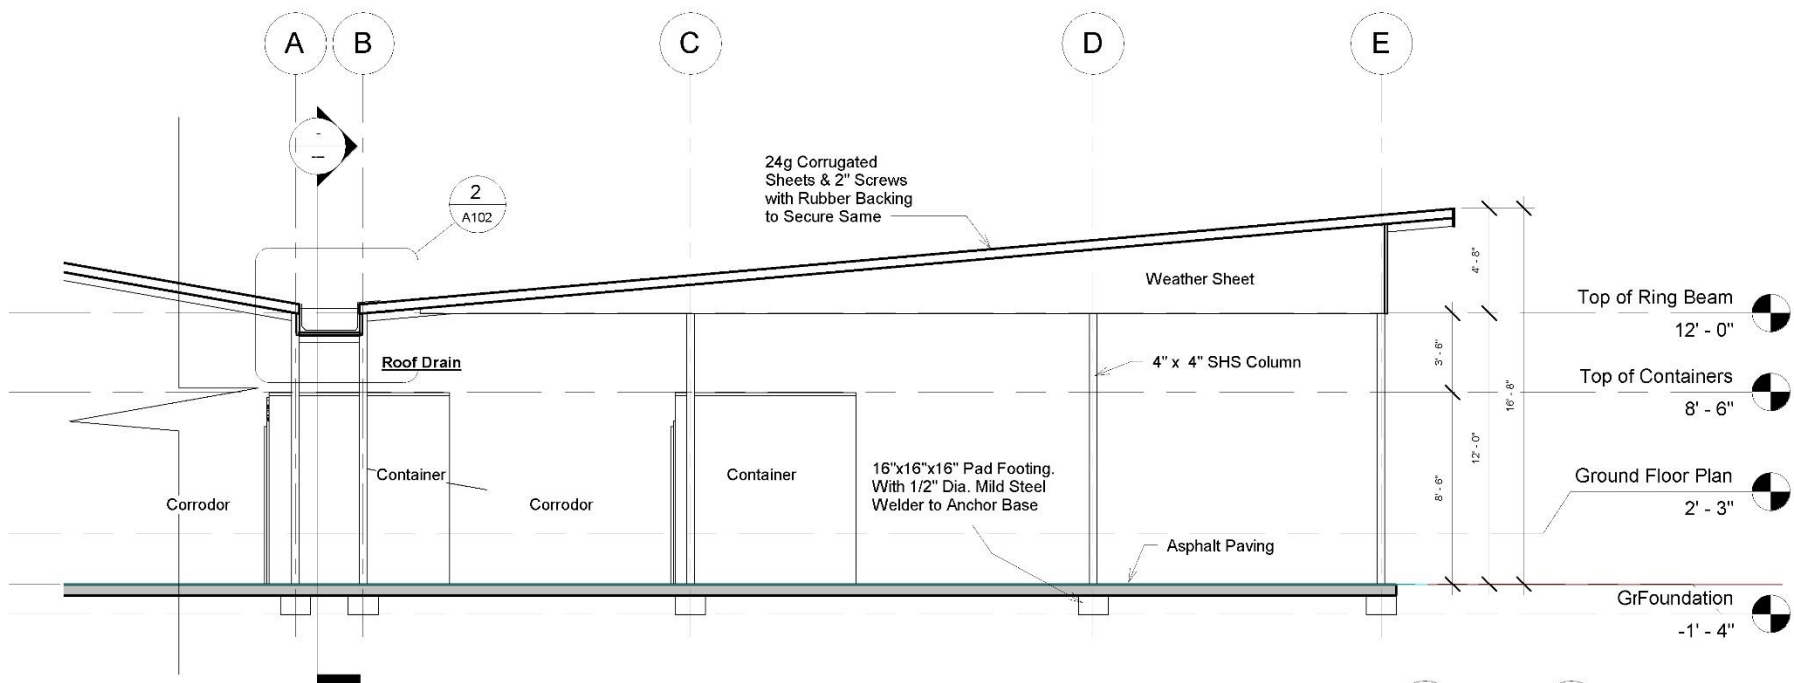 A
B
C
D
E
2
A102
24g Corrugated
Sheets & 2" Screws
with Rubber Backing
to Secure Same
Weather Sheet
4' - 8"
Top of Ring Beam
12' - 0"
Roof Drain
4" x 4" SHS Column
3' - 6"
16' - 8"
Top of Containers
8' - 6"
Corrodor
Container
Corrodor
Container
16"x16"x16" Pad Footing.
With 1/2" Dia. Mild Steel
Welder to Anchor Base
8' - 6"
12' - 0"
Ground Floor Plan
2' - 3"
Asphalt Paving
GrFoundation
-1' - 4"